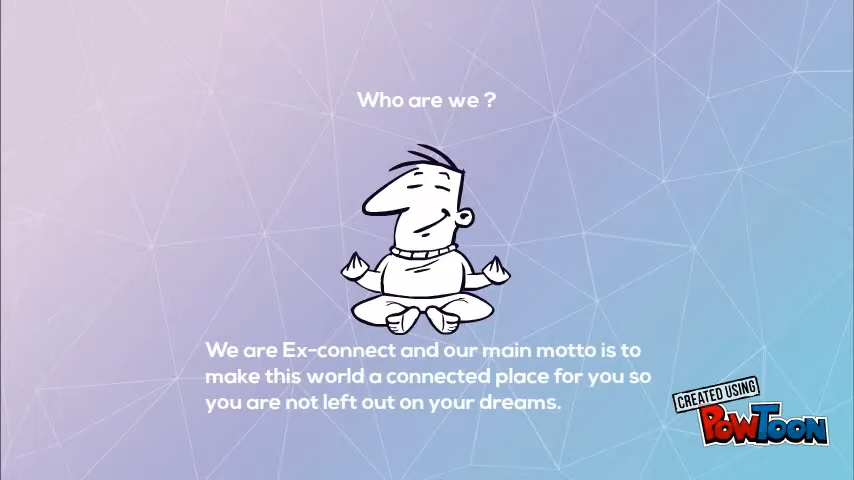 Who are we ?
We are Ex-connect and our main motto is to
make this world a connected place for you so
you are not left out on your dreams.
CREATED USING
POWTOON